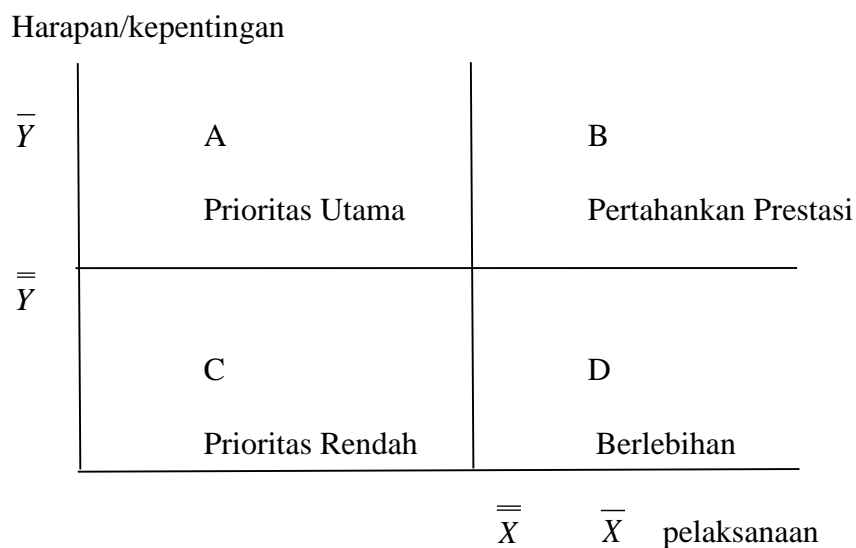 Harapan/kepentingan
Y̅ A B
Prioritas Utama Pertahankan Prestasi
Y̿
C D
Prioritas Rendah Berlebihan
X̿ X̅ pelaksanaan